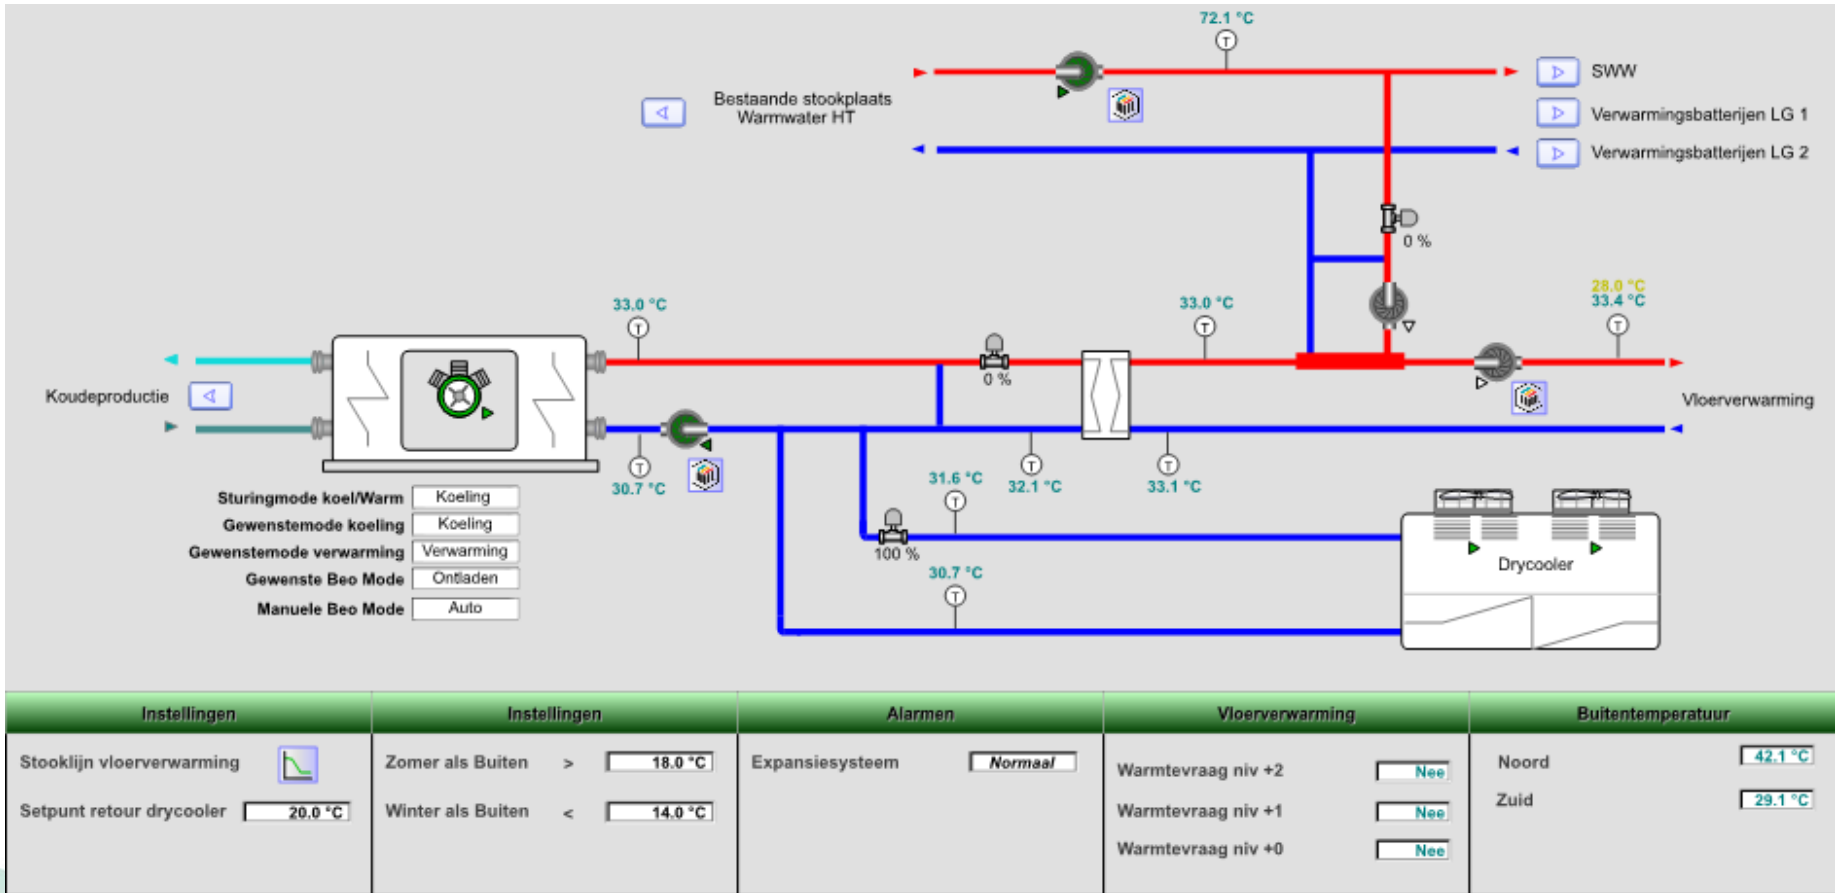 72.1 °C
SWW
Bestaande stookplaats
Warmwater HT
Verwarmingsbatterijen LG 1
Verwarmingsbatterijen LG 2
0 %
28.0 °C
33.4 °C
33.0 °C
33.0 °C
0 %
Koudeproductie
Vloerverwarming
30.7 °C
31.6 °C
32.1 °C
33.1 °C
100 %
30.7 °C
Drycooler
Sturingmode koel/Warm Koeling
Gewenstemode koeling Koeling
Gewenstemode verwarming Verwarming
Gewenste Beo Mode Ontladen
Manuele Beo Mode Auto
T
T
T
T
T
T
T
T
T
Instellingen
Stooklijn vloerverwarming
Setpunt retour drycooler 20.0 °C
Instellingen
Zomer als Buiten > 18.0 °C
Winter als Buiten < 14.0 °C
Alarmen
Expansiesysteem Normaal
Vloerverwarming
Warmtevraag niv +2 Nee
Warmtevraag niv +1 Nee
Warmtevraag niv +0 Nee
Buitentemperatuur
Noord 42.1 °C
Zuid 29.1 °C